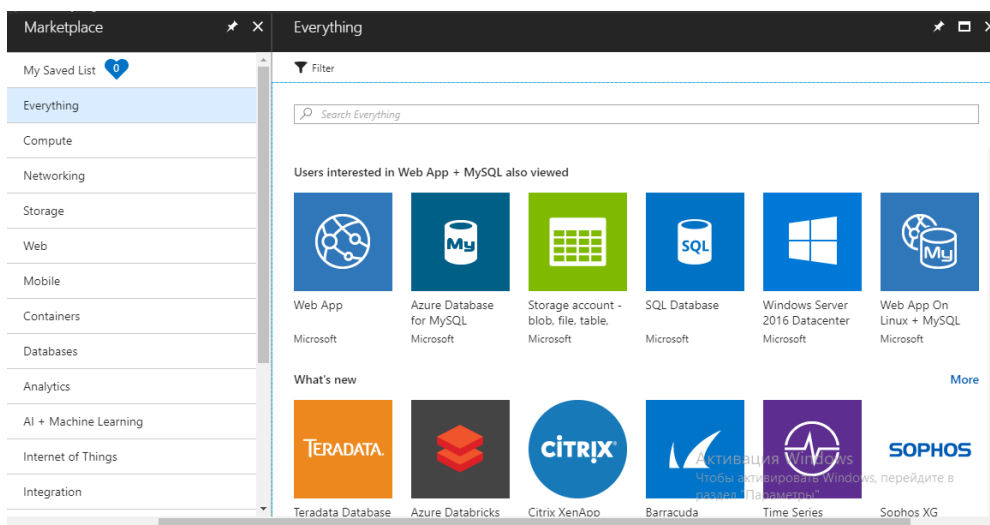 Marketplace
My Saved List 0
Everything
Compute
Networking
Storage
Web
Mobile
Containers
Databases
Analytics
AI + Machine Learning
Internet of Things
Integration
Everything
Filter
Search Everything
Users interested in Web App + MySQL also viewed
My
SQL
My
Web App
Azure Database
for MySQL
Storage account -
blob, file, table,
SQL Database
Windows Server
2016 Datacenter
Web App On
Linux + MySQL
Microsoft
Microsoft
Microsoft
Microsoft
Microsoft
Microsoft
What's new
More
TERADATA.
CİTRIX
SOPHOS
Активация Windows
Чтобы активировать Windows, перейдите в
раздел "Параметры".
Teradata Database
Azure Databricks
Citrix XenApp
Barracuda
Time Series
Sophos XG